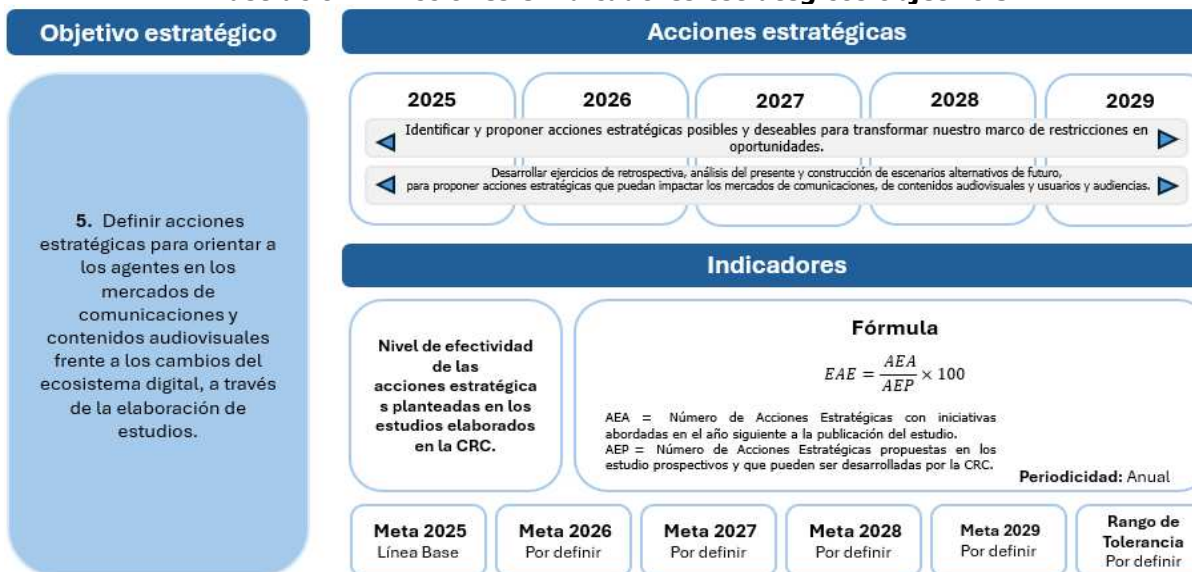 Objetivo estratégico
Acciones estratégicas
2025
2026
2027
2028
2029
Identificar y proponer acciones estratégicas posibles y deseables para transformar nuestro marco de restricciones en
oportunidades.
Desarrollar ejercicios de retrospectiva, análisis del presente y construcción de escenarios alternativos de futuro,
para proponer acciones estratégicas que puedan impactar los mercados de comunicaciones, de contenidos audiovisuales y usuarios y audiencias.
5. Definir acciones
estratégicas para orientar a
los agentes en los
mercados de
comunicaciones y
contenidos audiovisuales
frente a los cambios del
ecosistema digital, a través
de la elaboración de
estudios.
Indicadores
Nivel de efectividad
de las
acciones estratégica
s planteadas en los
estudios elaborados
en la CRC.
Fórmula
EAE = AEA / AEP × 100
AEA = Número de Acciones Estratégicas con iniciativas
abordadas en el año siguiente a la publicación del estudio.
AEP = Número de Acciones Estratégicas propuestas en los
estudio prospectivos y que pueden ser desarrolladas por la CRC.
Periodicidad: Anual
Meta 2025
Línea Base
Meta 2026
Por definir
Meta 2027
Por definir
Meta 2028
Por definir
Meta 2029
Por definir
Rango de
Tolerancia
Por definir